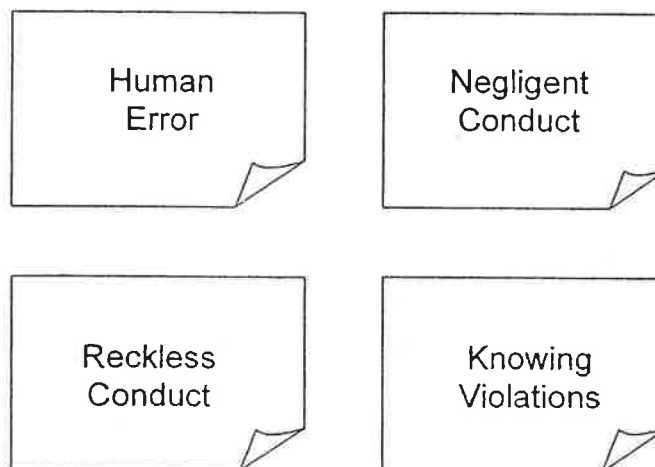 Human
Error
Negligent
Conduct
Reckless
Conduct
Knowing
Violations